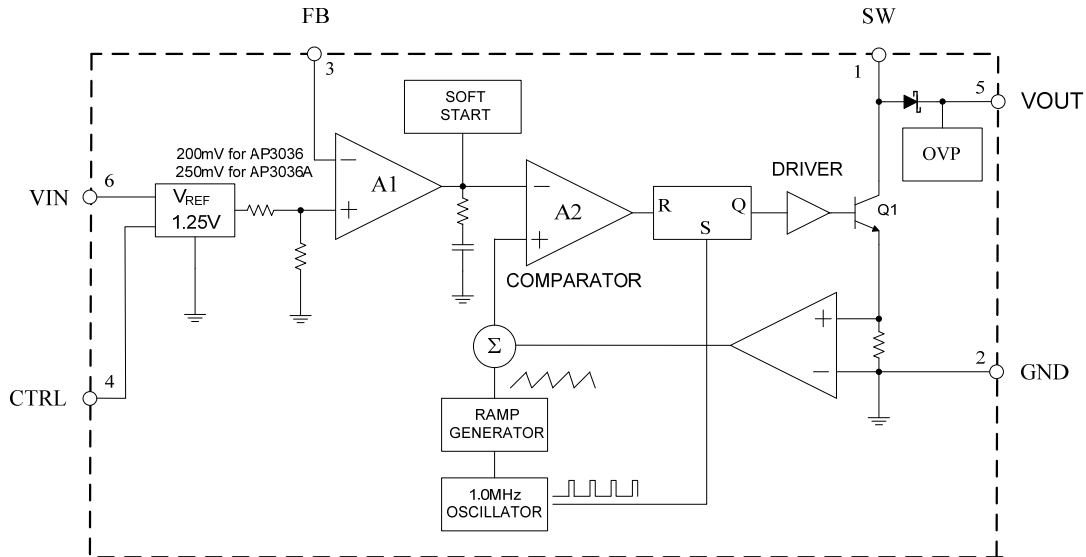 FB
SW
3
1
5
VOUT
SOFT
START
OVP
200mV for AP3036
250mV for AP3036A
DRIVER
VIN
6
VREF
1.25V
−
+
A1
−
+
A2
R
Q
S
Q1
COMPARATOR
Σ
+
−
2
GND
CTRL
4
RAMP
GENERATOR
1.0MHz
OSCILLATOR